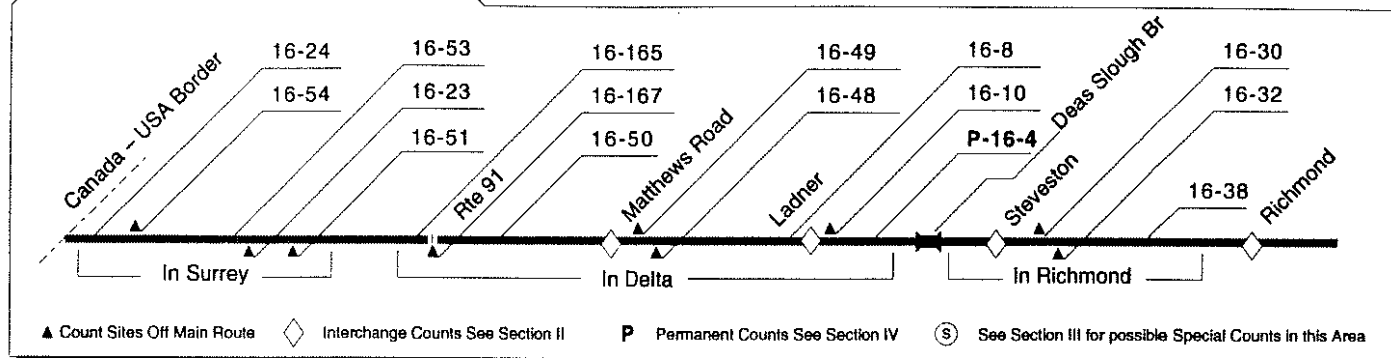 16-24
16-54
16-53
16-23
16-51
16-165
16-167
16-50
16-49
16-48
16-8
16-10
P-16-4
16-30
16-32
16-38
Canada - USA Border
Rte 91
Matthews Road
Ladner
Deas Slough Br
Steveston
Richmond
In Surrey
In Delta
In Richmond
▲ Count Sites Off Main Route
◇ Interchange Counts See Section II
P Permanent Counts See Section IV
Ⓢ See Section III for possible Special Counts in this Area